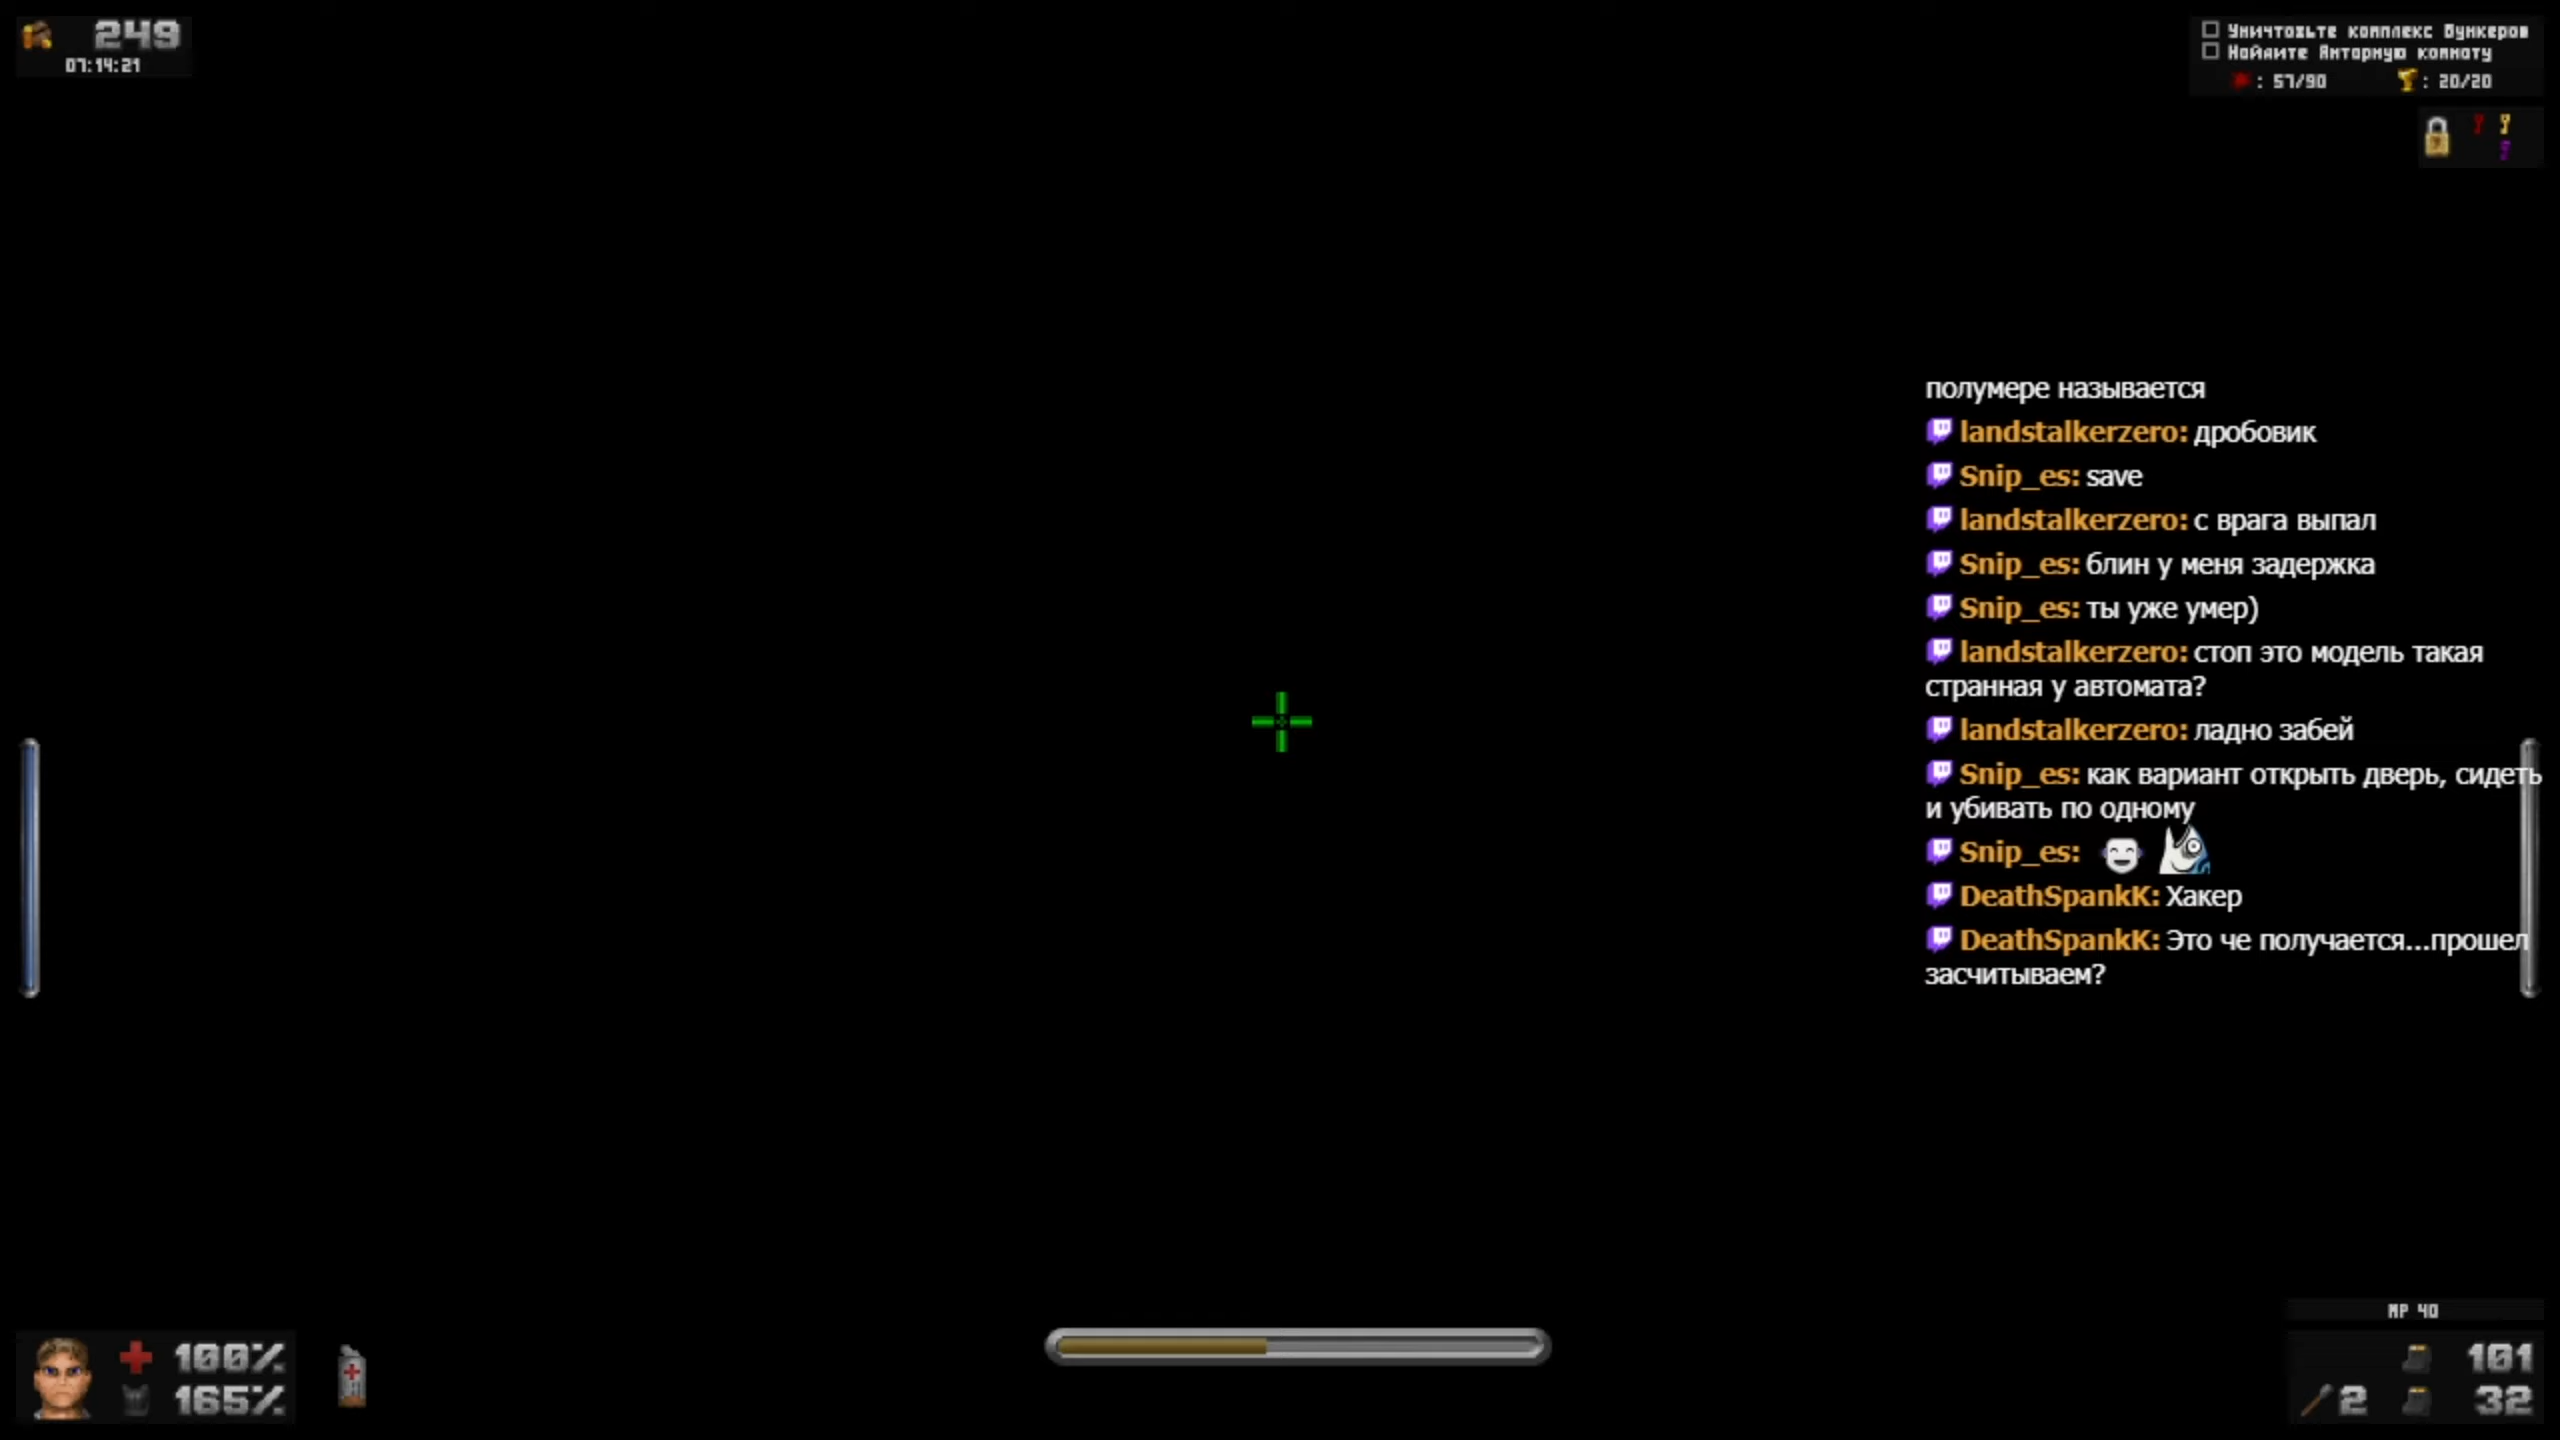 249
07:14:21
Уничтожьте комплекс Бункеров
Найдите Янтарную комнату
: 57/90
: 20/20
полумере называется
landstalkerzero: дробовик
Snip_es: save
landstalkerzero: с врага выпал
Snip_es: блин у меня задержка
Snip_es: ты уже умер)
landstalkerzero: стоп это модель такая
странная у автомата?
landstalkerzero: ладно забей
Snip_es: как вариант открыть дверь, сидеть
и убивать по одному
Snip_es:
DeathSpankK: Хакер
DeathSpankK: Это че получается...прошел
засчитываем?
100%
165%
MP 40
101
2
32